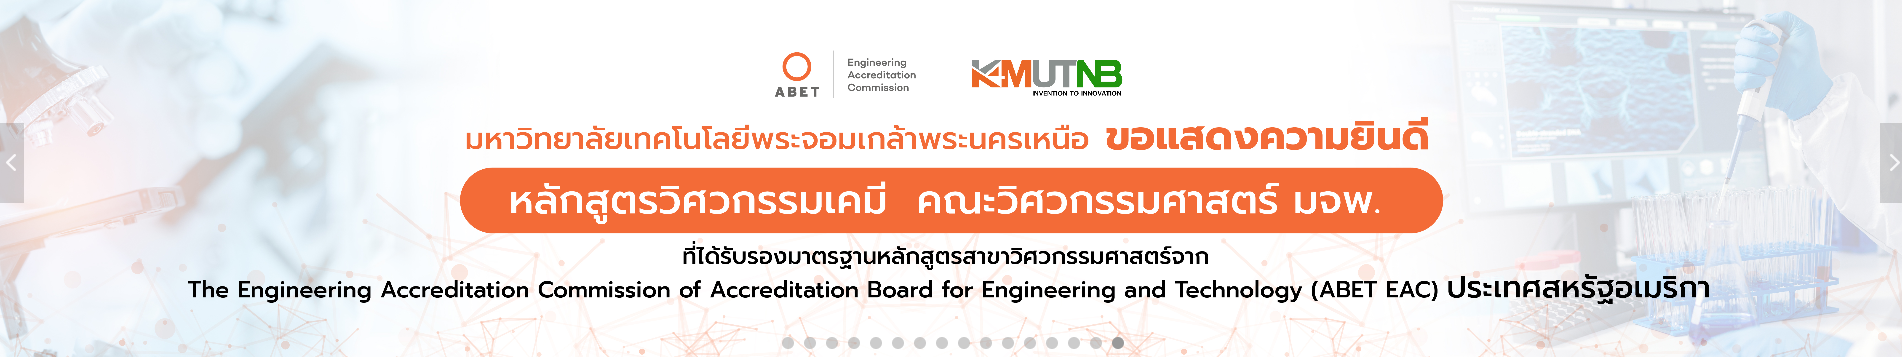 ABET
Engineering
Accreditation
Commission
KMUTNB
INVENTION TO INNOVATION
มหาวิทยาลัยเทคโนโลยีพระจอมเกล้าพระนครเหนือ ขอแสดงความยินดี
หลักสูตรวิศวกรรมเคมี คณะวิศวกรรมศาสตร์ มจพ.
ที่ได้รับรองมาตรฐานหลักสูตรสาขาวิศวกรรมศาสตร์จาก
The Engineering Accreditation Commission of Accreditation Board for Engineering and Technology (ABET EAC) ประเทศสหรัฐอเมริกา